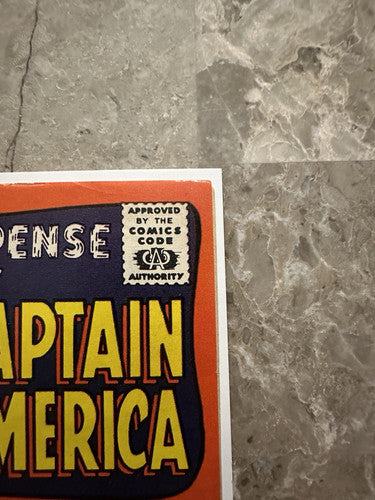 PENSE
APPROVED
BY THE
COMICS
CODE
CA
AUTHORITY
APTAIN
MERICA